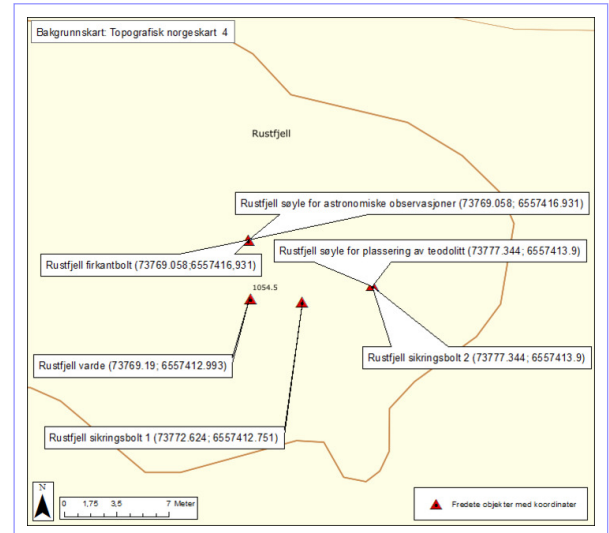 Bakgrunnskart: Topografisk norgeskart 4
Rustfjell
Rustfjell søyle for astronomiske observasjoner (73769.058; 6557416.931)
Rustfjell søyle for plassering av teodolitt (73777.344; 6557413.9)
Rustfjell firkantbolt (73769.058;6557416,931)
1054.5
Rustfjell varde (73769.19; 6557412.993)
Rustfjell sikringsbolt 2 (73777.344; 6557413.9)
Rustfjell sikringsbolt 1 (73772.624; 6557412.751)
N
0 1,75 3,5 7 Meter
Fredete objekter med koordinater